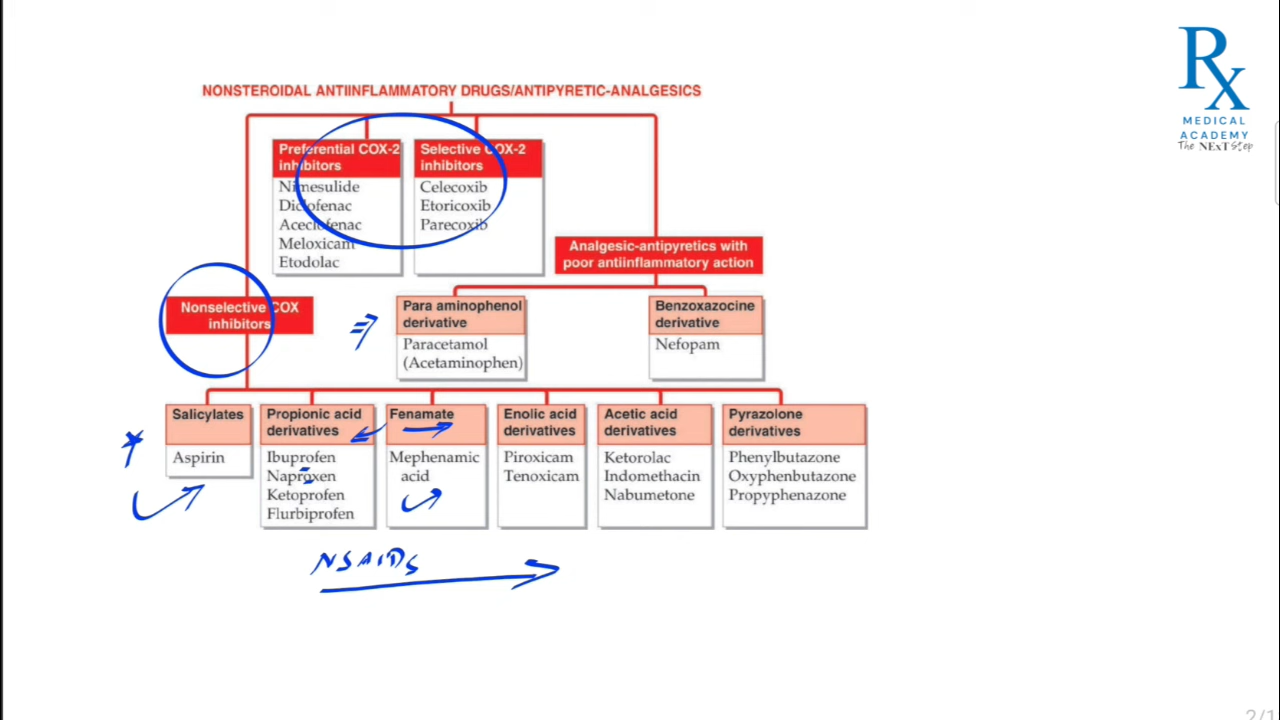 Rx
MEDICAL
ACADEMY
The NExT Step
NONSTEROIDAL ANTIINFLAMMATORY DRUGS/ANTIPYRETIC-ANALGESICS
Preferential COX-2
inhibitors
Nimesulide
Diclofenac
Aceclofenac
Meloxicam
Etodolac
Selective COX-2
inhibitors
Celecoxib
Etoricoxib
Parecoxib
Analgesic-antipyretics with
poor antiinflammatory action
Nonselective COX
inhibitors
Para aminophenol
derivative
Paracetamol
(Acetaminophen)
Benzoxazocine
derivative
Nefopam
Salicylates
Aspirin
Propionic acid
derivatives
Ibuprofen
Naproxen
Ketoprofen
Flurbiprofen
Fenamate
Mephenamic
acid
Enolic acid
derivatives
Piroxicam
Tenoxicam
Acetic acid
derivatives
Ketorolac
Indomethacin
Nabumetone
Pyrazolone
derivatives
Phenylbutazone
Oxyphenbutazone
Propyphenazone
NSAIDs
2/1